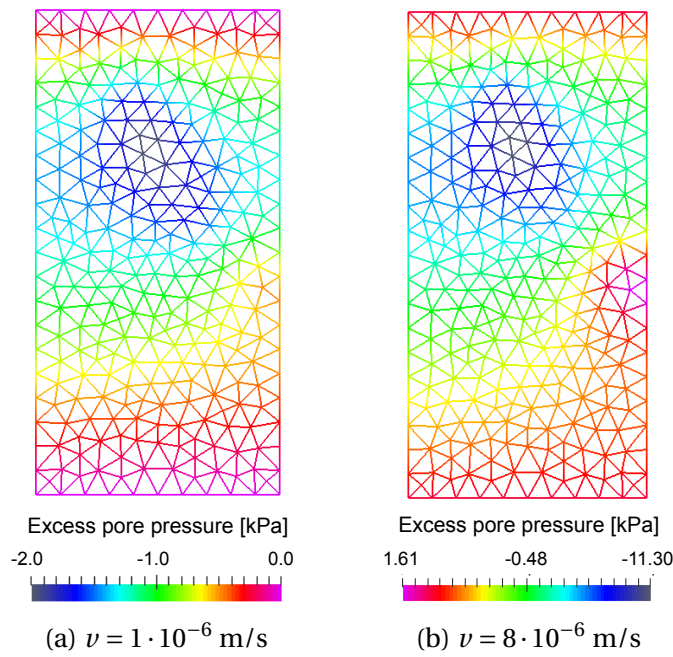 Excess pore pressure [kPa]
-2.0 -1.0 0.0
(a) v = 1 · 10⁻⁶ m/s
Excess pore pressure [kPa]
1.61 -0.48 -11.30
(b) v = 8 · 10⁻⁶ m/s